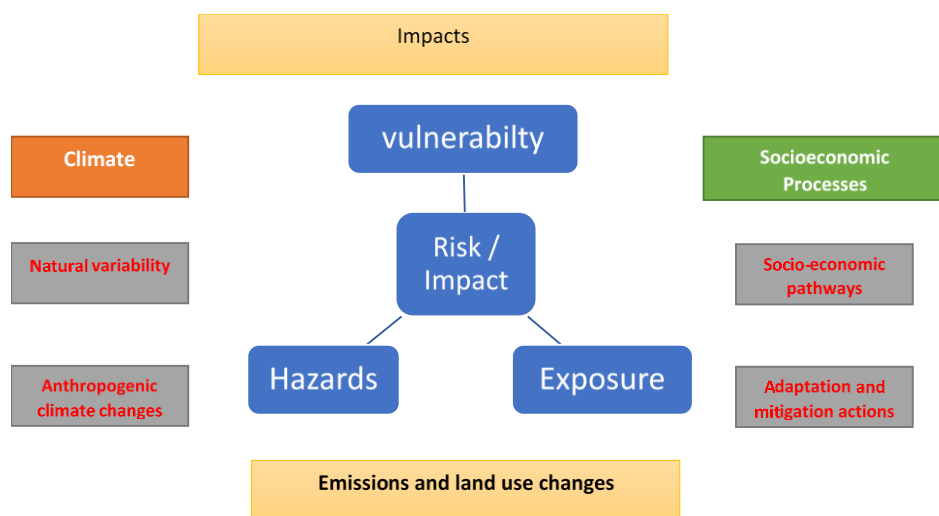 Impacts
vulnerabilty
Climate
Socioeconomic
Processes
Risk /
Impact
Natural variability
Socio-economic
pathways
Hazards
Exposure
Anthropogenic
climate changes
Adaptation and
mitigation actions
Emissions and land use changes